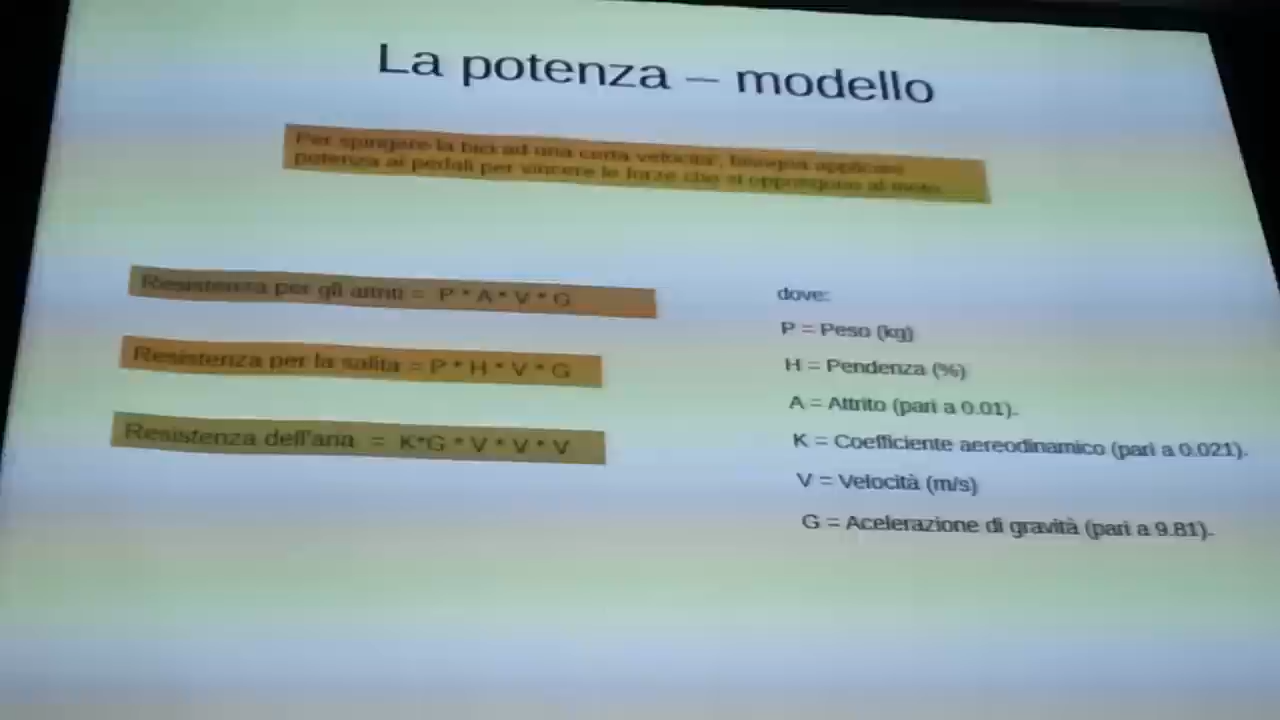 La potenza – modello
Per spingere la bici ad una certa velocita', bisogna applicare
potenza ai pedali per vincere le forze che si oppongono al moto.
Resistenza per gli attriti = P * A * V * G
Resistenza per la salita = P * H * V * G
Resistenza dell'aria = K*G * V * V * V
dove:
P = Peso (kg)
H = Pendenza (%)
A = Attrito (pari a 0.01).
K = Coefficiente aereodinamico (pari a 0.021).
V = Velocità (m/s)
G = Acelerazione di gravità (pari a 9.81).